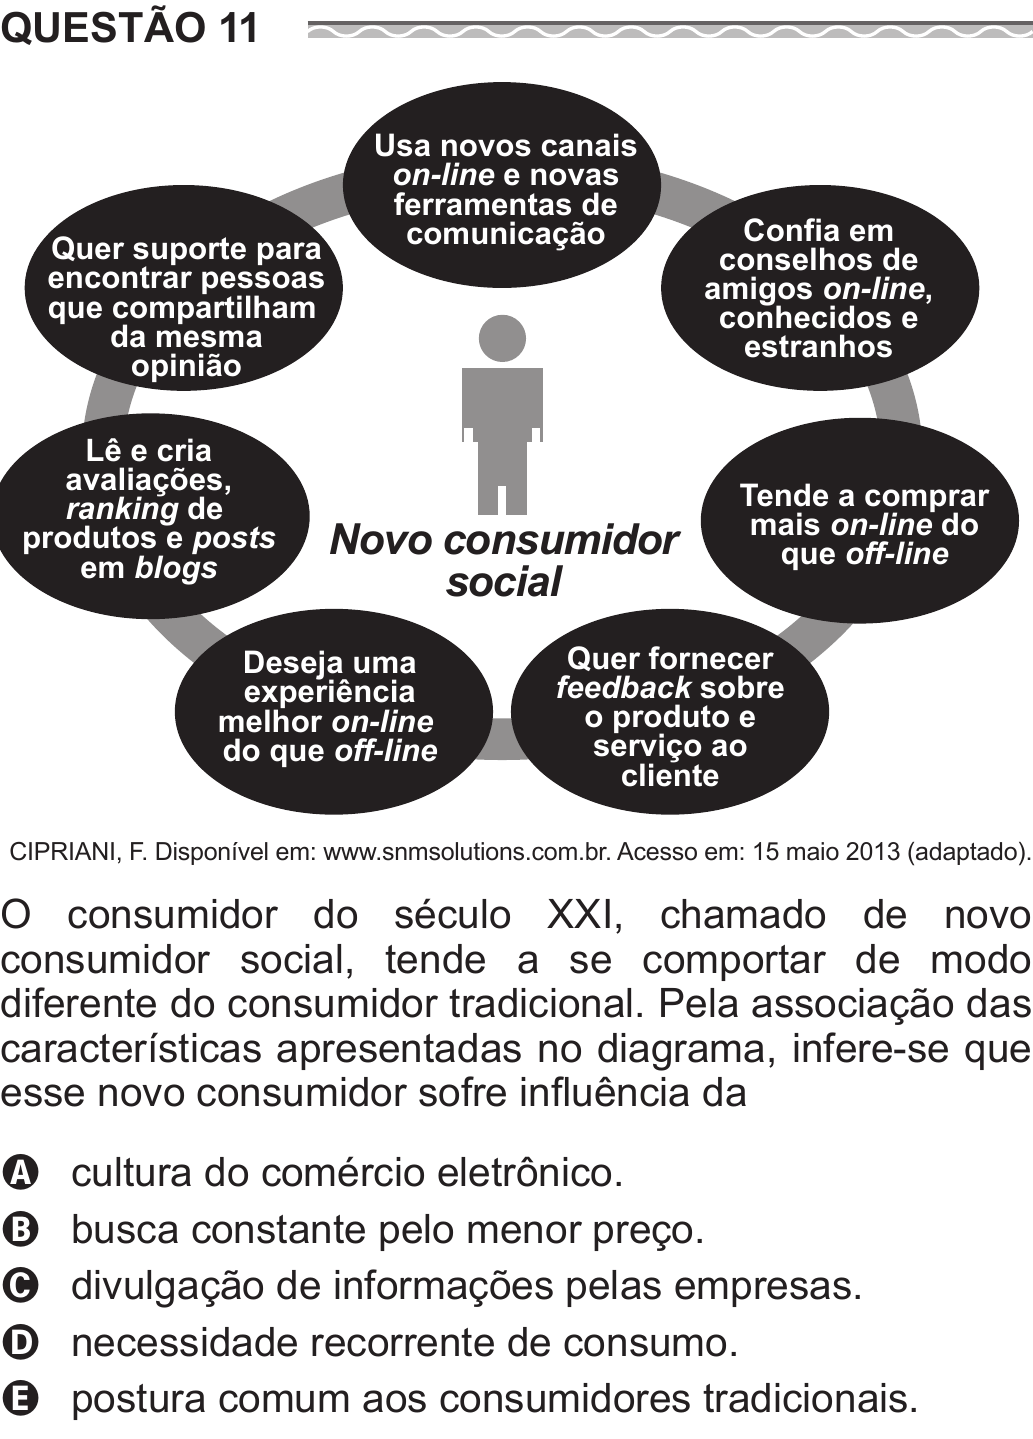 QUESTÃO 11
Usa novos canais
on-line e novas
ferramentas de
comunicação
Confia em
conselhos de
amigos on-line,
conhecidos e
estranhos
Tende a comprar
mais on-line do
que off-line
Quer fornecer
feedback sobre
o produto e
serviço ao
cliente
Deseja uma
experiência
melhor on-line
do que off-line
Lê e cria
avaliações,
ranking de
produtos e posts
em blogs
Quer suporte para
encontrar pessoas
que compartilham
da mesma
opinião
Novo consumidor
social
CIPRIANI, F. Disponível em: www.snmsolutions.com.br. Acesso em: 15 maio 2013 (adaptado).
O consumidor do século XXI, chamado de novo
consumidor social, tende a se comportar de modo
diferente do consumidor tradicional. Pela associação das
características apresentadas no diagrama, infere-se que
esse novo consumidor sofre influência da
A cultura do comércio eletrônico.
B busca constante pelo menor preço.
C divulgação de informações pelas empresas.
D necessidade recorrente de consumo.
E postura comum aos consumidores tradicionais.